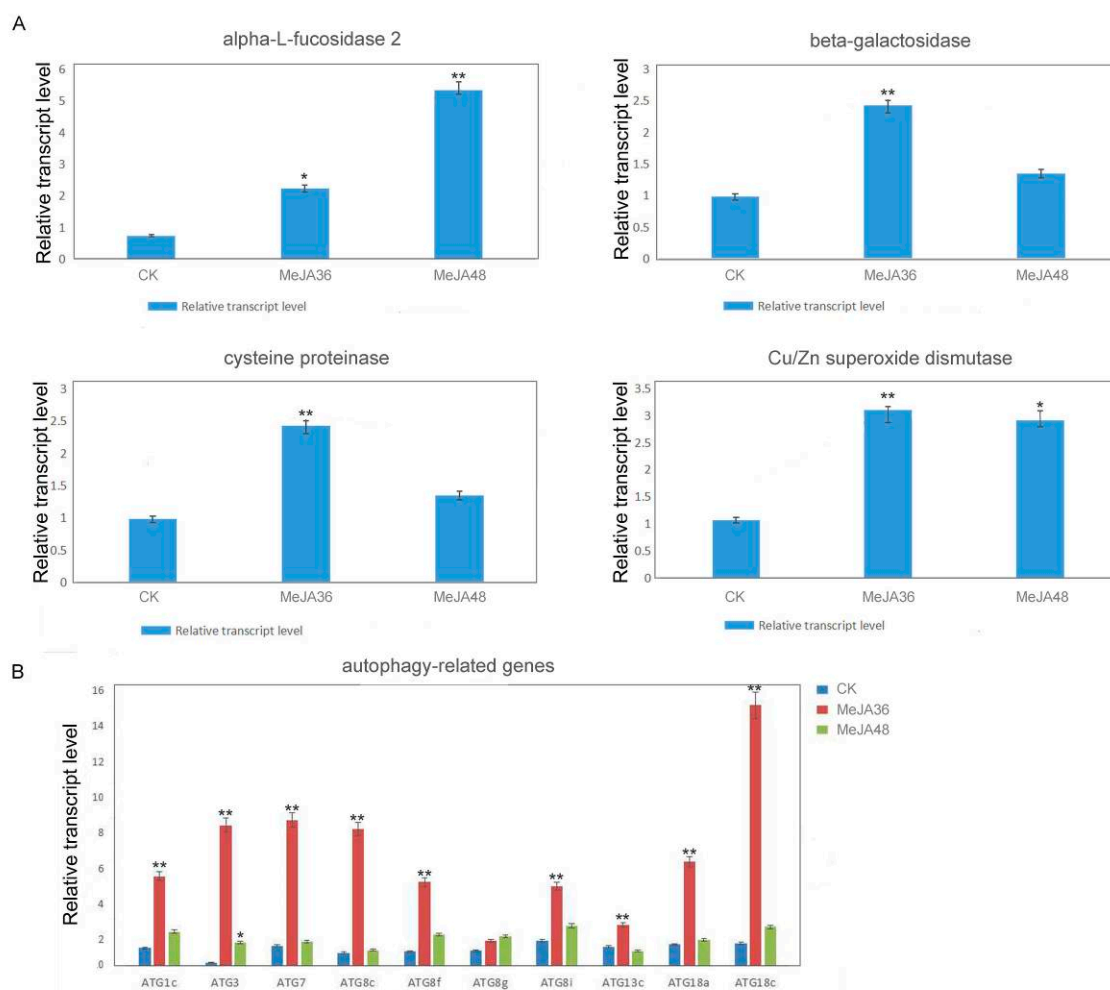 A
alpha-L-fucosidase 2
Relative transcript level
6
5
4
3
2
1
0
*
**
CK MeJA36 MeJA48
Relative transcript level
beta-galactosidase
Relative transcript level
3
2.5
2
1.5
1
0.5
0
**
CK MeJA36 MeJA48
Relative transcript level
cysteine proteinase
Relative transcript level
3
2.5
2
1.5
1
0.5
0
**
CK MeJA36 MeJA48
Relative transcript level
Cu/Zn superoxide dismutase
Relative transcript level
3.5
3
2.5
2
1.5
1
0.5
0
**
*
CK MeJA36 MeJA48
Relative transcript level
B
autophagy-related genes
Relative transcript level
16
14
12
10
8
6
4
2
.0
**
**
*
**
**
**
**
**
**
**
ATG1c ATG3 ATG7 ATG8c ATG8f ATG8g ATG8i ATG13c ATG18a ATG18c
CK
MeJA36
MeJA48